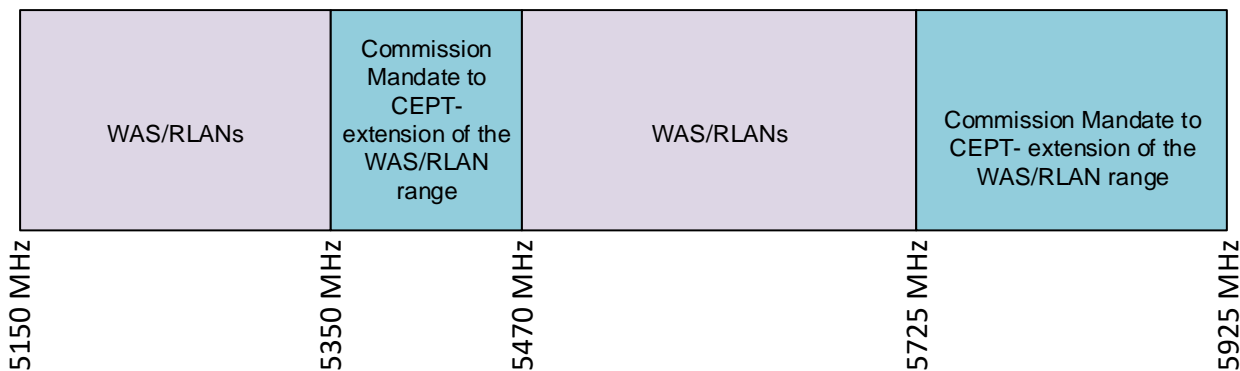 WAS/RLANs
Commission
Mandate to
CEPT-
extension of the
WAS/RLAN
range
WAS/RLANs
Commission Mandate to
CEPT- extension of the
WAS/RLAN range
5150 MHz
5350 MHz
5470 MHz
5725 MHz
5925 MHz